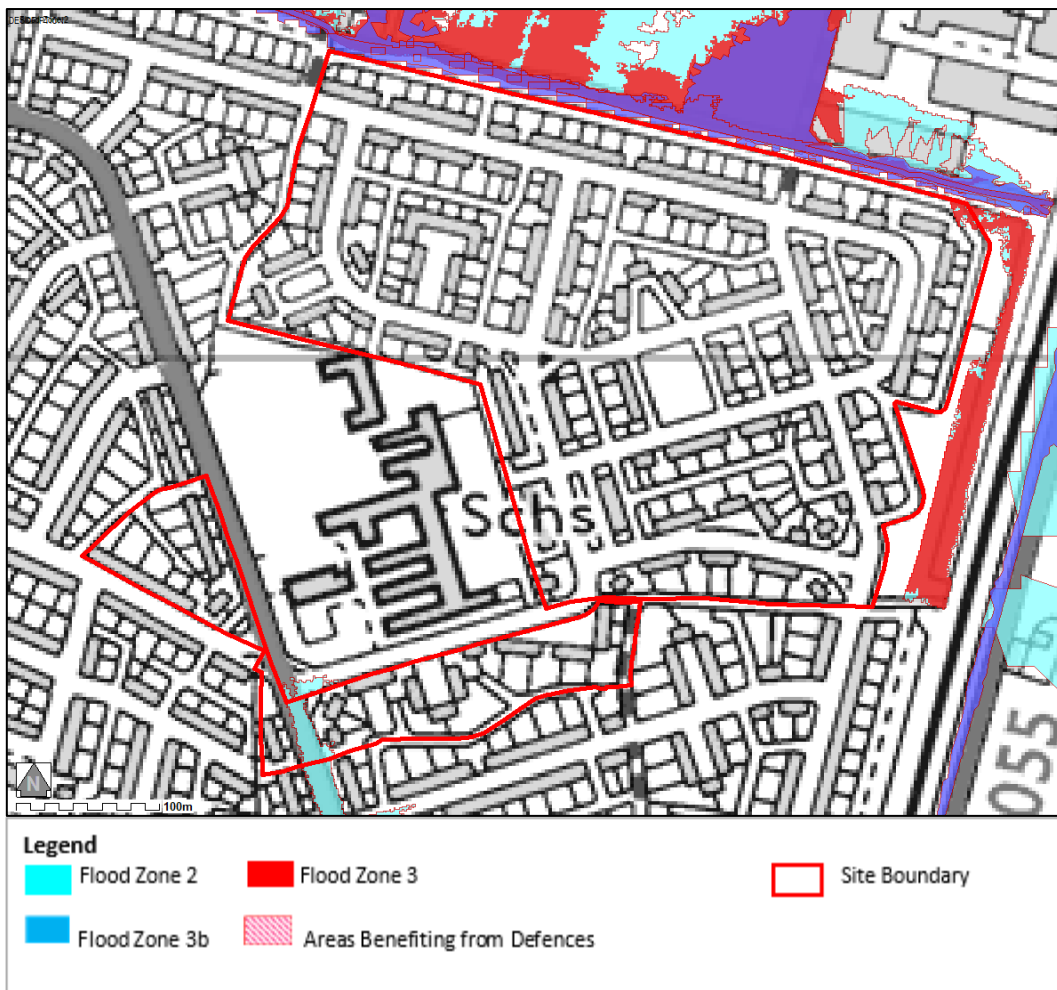 Schs
055
N
100m
Legend
Flood Zone 2
Flood Zone 3
Site Boundary
Flood Zone 3b
Areas Benefiting from Defences